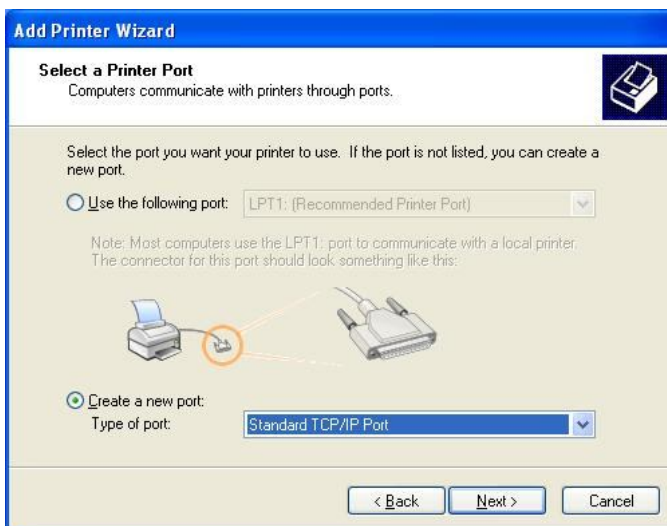 Add Printer Wizard
Select a Printer Port
Computers communicate with printers through ports.
Select the port you want your printer to use. If the port is not listed, you can create a
new port.
Use the following port: LPT1: (Recommended Printer Port)
Note: Most computers use the LPT1: port to communicate with a local printer.
The connector for this port should look something like this:
Create a new port:
Type of port: Standard TCP/IP Port
< Back Next > Cancel